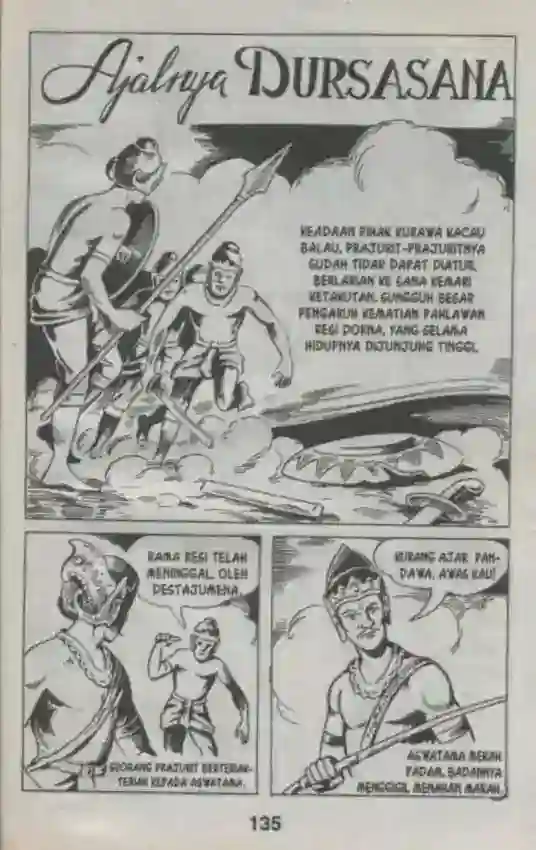 Ajalnya DURSASANA
KEADAAN PIHAK KURAWA KACAU
BALAU, PRAJURIT-PRAJURITNYA
SUDAH TIDAK DAPAT DIATUR,
BERLARIAN KE SANA KEMARI
KETAKUTAN. SUNGGUH BESAR
PENGARUH KEMATIAN PAHLAWAN
RESI DORNA, YANG SELAMA
HIDUPNYA DIJUNJUNG TINGGI.
RAMA RESI TELAH
MENINGGAL OLEH
DESTAJUMENA.
SEORANG PRAJURIT BERTERIAK-
TERIAK KEPADA ASWATAMA.
KURANG AJAR PAN-
DAWA. AWAS KAU!
ASWATAMA MERAH
PADAM, BADANNYA
MENGGIGIL MENAHAN MARAH.
135